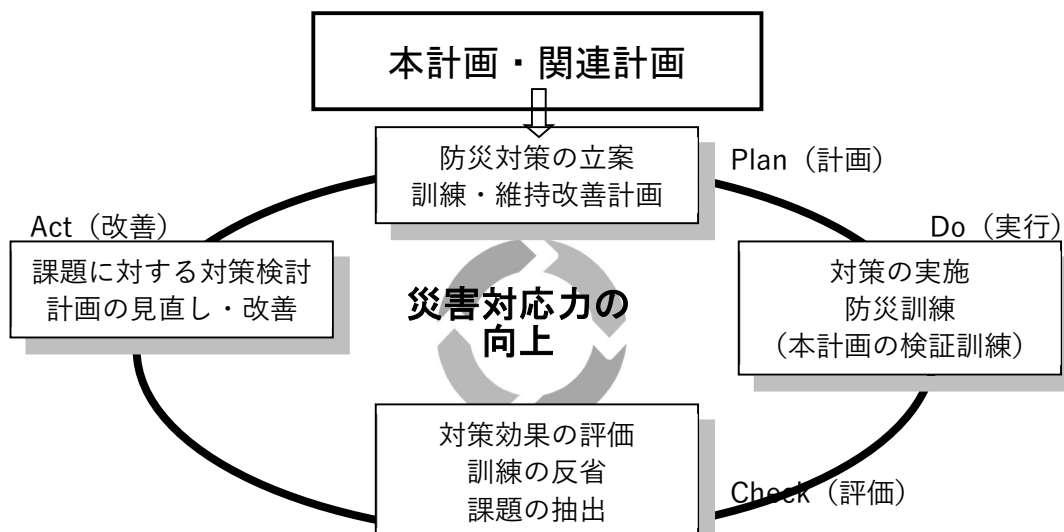 本計画・関連計画
防災対策の立案
訓練・維持改善計画
Plan（計画）
Act（改善）
課題に対する対策検討
計画の見直し・改善
Do（実行）
対策の実施
防災訓練
（本計画の検証訓練）
災害対応力の
向上
対策効果の評価
訓練の反省
課題の抽出
Check（評価）